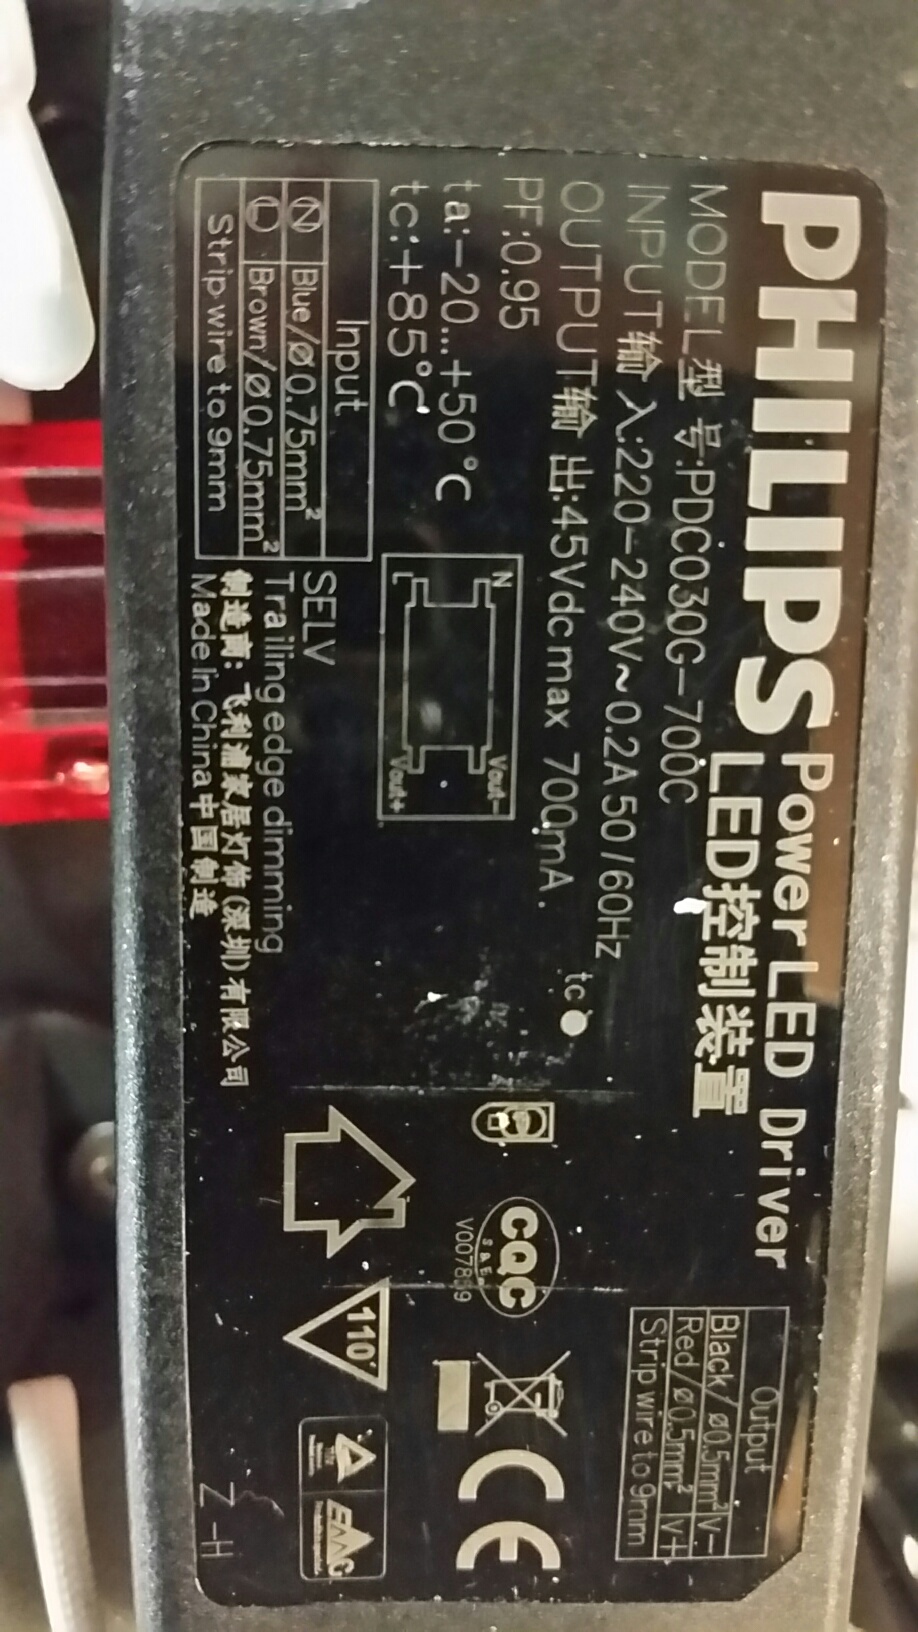 PHILIPS Power LED Driver
LED控制装置
MODEL型 号:PDC030G-700C
INPUT输 入:220-240V~0.2A 50/60Hz
OUTPUT输 出:45Vdc max 700mA.
PF:0.95
tc
ta:-20...+50℃
tc:+85℃
N Vout-
L Vout+
Input
N Blue/ø0.75mm²
L Brown/ø0.75mm²
Strip wire to 9mm
SELV
Trailing edge dimming
制造商: 飞利浦家居灯饰(深圳)有限公司
Made In China中国制造
Output
Black/ø0.5mm² V-
Red/ø0.5mm² V+
Strip wire to 9mm
CQC
S&E
CE
110
EMC
Z-H